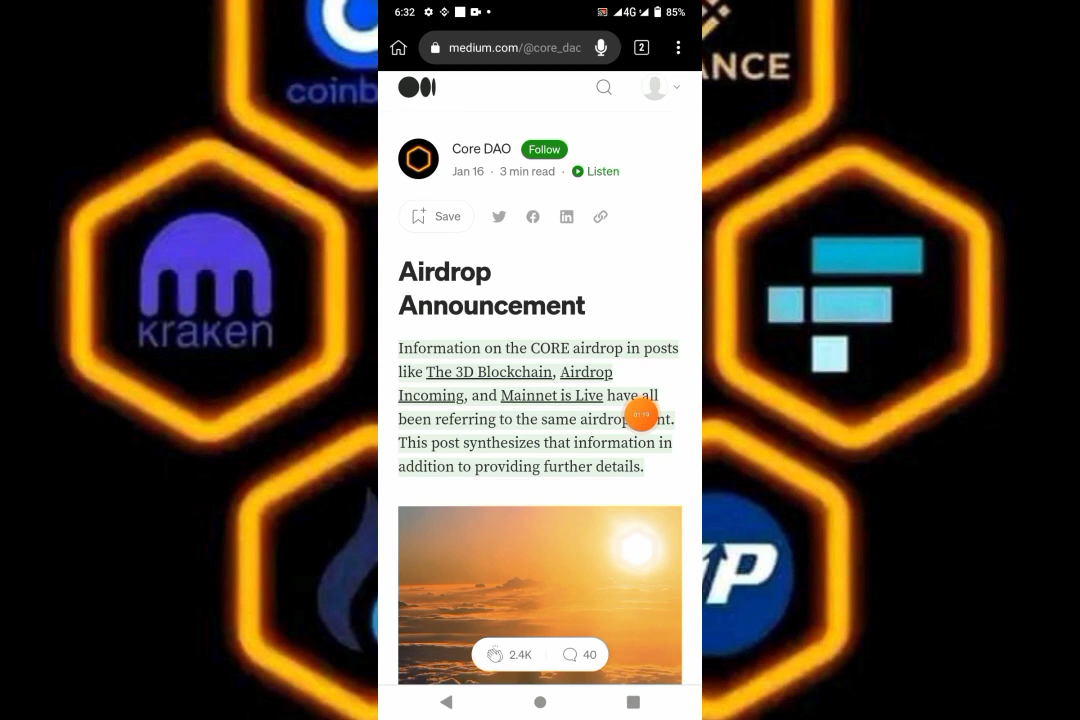 6:32
4G
85%
medium.com/@core_dac
2
Core DAO
Follow
Jan 16 · 3 min read · Listen
Save
Airdrop
Announcement
Information on the CORE airdrop in posts
like The 3D Blockchain, Airdrop
Incoming, and Mainnet is Live have all
been referring to the same airdrop nt.
01:19
This post synthesizes that information in
addition to providing further details.
2.4K
40
coinb
kraken
ANCE
P